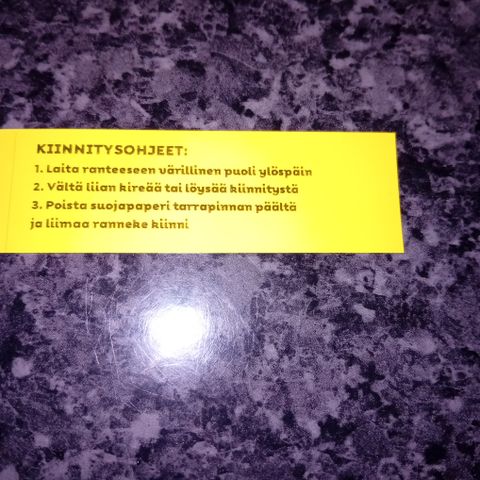 KIINNITYSOHJEET:
1. Laita ranteeseen värillinen puoli ylöspäin
2. Vältä liian kireää tai löysää kiinnitystä
3. Poista suojapaperi tarrapinnan päältä
ja liimaa ranneke kiinni